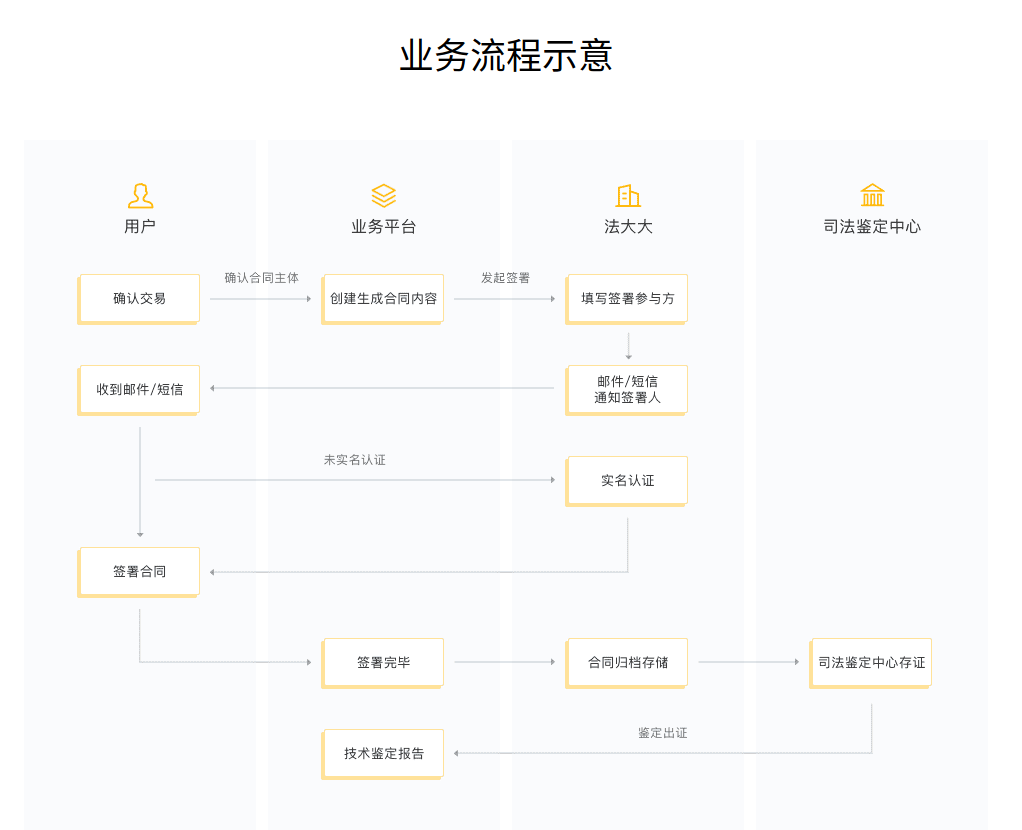 业务流程示意
用户
业务平台
法大大
司法鉴定中心
确认交易
确认合同主体
创建生成合同内容
发起签署
填写签署参与方
收到邮件/短信
邮件/短信
通知签署人
未实名认证
实名认证
签署合同
签署完毕
合同归档存储
司法鉴定中心存证
鉴定出证
技术鉴定报告